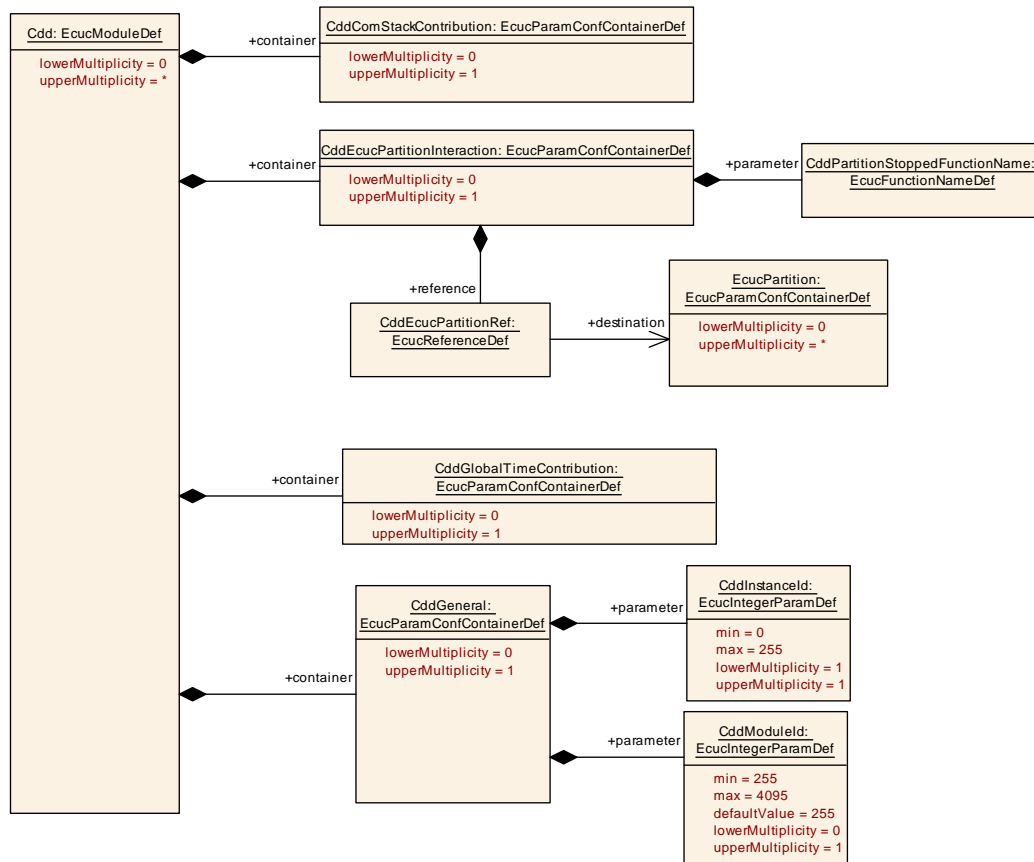 Cdd: EcucModuleDef
lowerMultiplicity = 0
upperMultiplicity = *
+container
CddComStackContribution: EcucParamConfContainerDef
lowerMultiplicity = 0
upperMultiplicity = 1
+container
CddEcucPartitionInteraction: EcucParamConfContainerDef
lowerMultiplicity = 0
upperMultiplicity = 1
+parameter
CddPartitionStoppedFunctionName:
EcucFunctionNameDef
+reference
CddEcucPartitionRef:
EcucReferenceDef
+destination
EcucPartition:
EcucParamConfContainerDef
lowerMultiplicity = 0
upperMultiplicity = *
+container
CddGlobalTimeContribution:
EcucParamConfContainerDef
lowerMultiplicity = 0
upperMultiplicity = 1
+container
CddGeneral:
EcucParamConfContainerDef
lowerMultiplicity = 0
upperMultiplicity = 1
+parameter
CddInstanceId:
EcucIntegerParamDef
min = 0
max = 255
lowerMultiplicity = 1
upperMultiplicity = 1
+parameter
CddModuleId:
EcucIntegerParamDef
min = 255
max = 4095
defaultValue = 255
lowerMultiplicity = 0
upperMultiplicity = 1